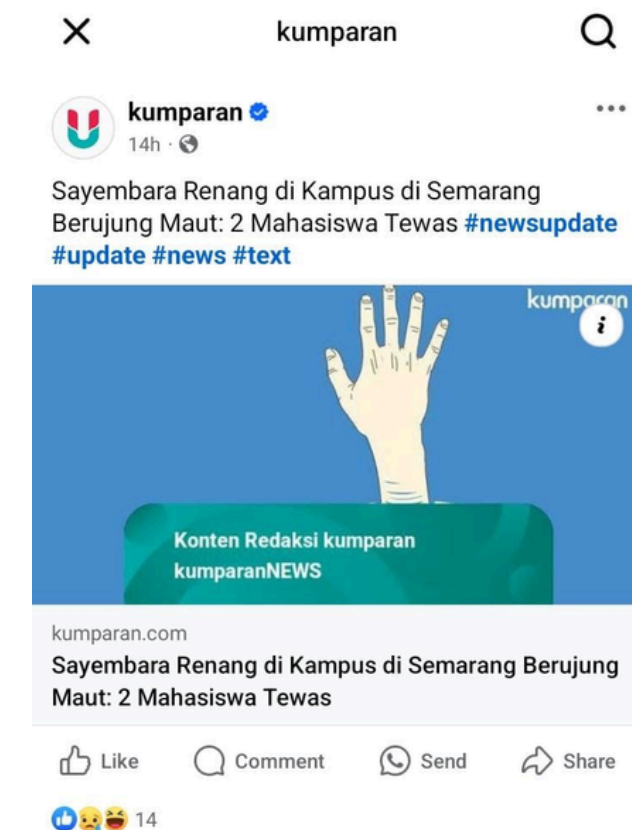 kumparan
kumparan
14h ·
Sayembara Renang di Kampus di Semarang
Berujung Maut: 2 Mahasiswa Tewas #newsupdate
#update #news #text
kumparan
i
Konten Redaksi kumparan
kumparanNEWS
kumparan.com
Sayembara Renang di Kampus di Semarang Berujung
Maut: 2 Mahasiswa Tewas
Like Comment Send Share
14